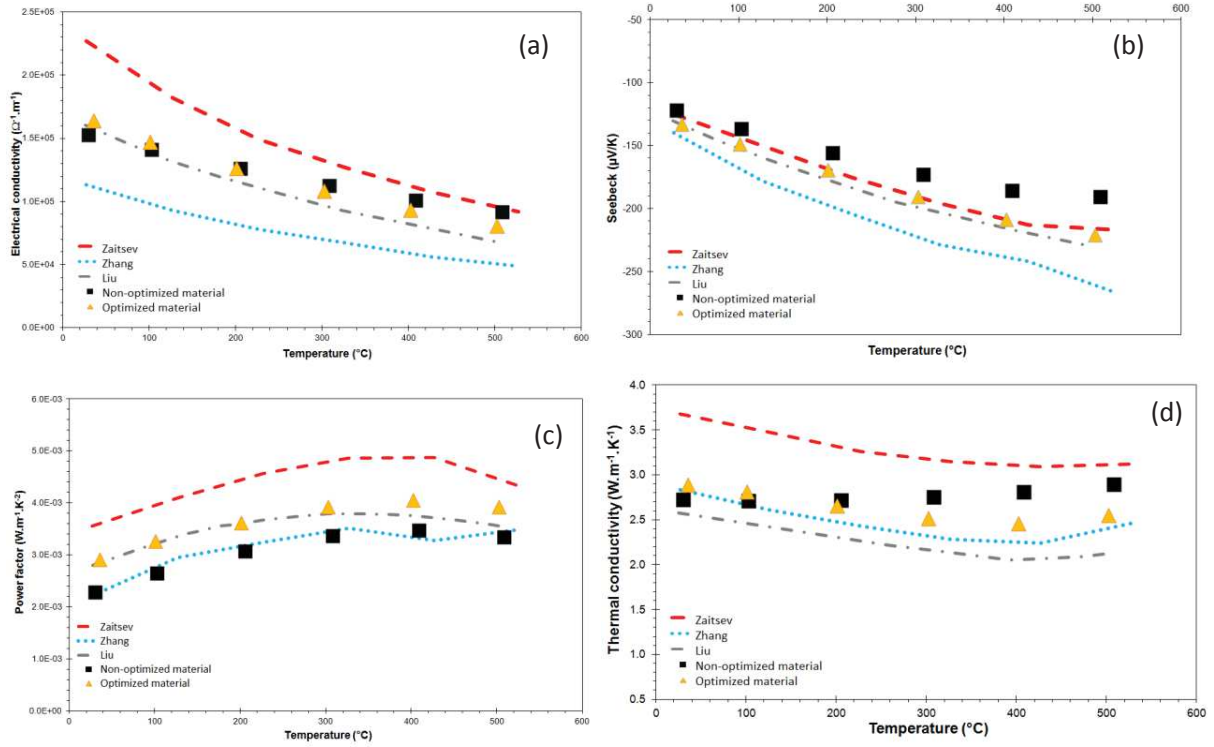 (a)
Electrical conductivity (Ω⁻¹.m⁻¹)
2.5E+05
2.0E+05
1.5E+05
1.0E+05
5.0E+04
0.0E+00
Zaitsev
Zhang
Liu
Non-optimized material
Optimized material
0 100 200 300 400 500 600
Temperature (°C)
0 100 200 300 400 500 600
(b)
Seebeck (µV/K)
-50
-100
-150
-200
-250
-300
Zaitsev
Zhang
Liu
Non-optimized material
Optimized material
Temperature (°C)
(c)
Power factor (W.m⁻¹.K⁻²)
6.0E-03
5.0E-03
4.0E-03
3.0E-03
2.0E-03
1.0E-03
0.0E+00
Zaitsev
Zhang
Liu
Non-optimized material
Optimized material
0 100 200 300 400 500 600
Temperature (°C)
(d)
Thermal conductivity (W.m⁻¹.K⁻¹)
4.0
3.5
3.0
2.5
2.0
1.5
1.0
0.5
Zaitsev
Zhang
Liu
Non-optimized material
Optimized material
0 100 200 300 400 500 600
Temperature (°C)